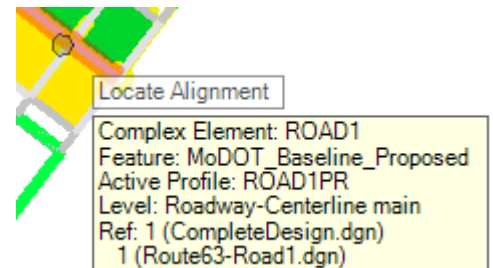 Locate Alignment
Complex Element: ROAD1
Feature: MoDOT_Baseline_Proposed
Active Profile: ROAD1PR
Level: Roadway-Centerline main
Ref: 1 (CompleteDesign.dgn)
1 (Route63-Road1.dgn)